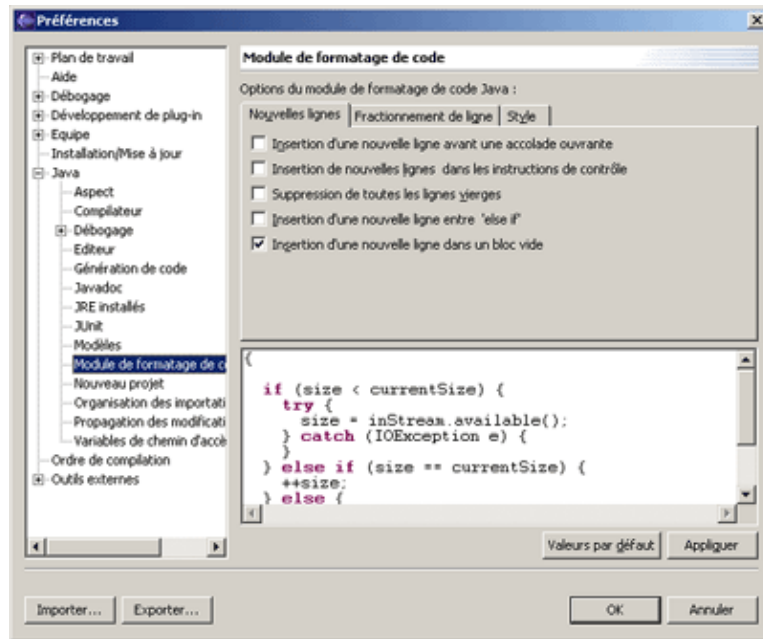 Préférences
Plan de travail
Aide
Débogage
Développement de plug-in
Equipe
Installation/Mise à jour
Java
Aspect
Compilateur
Débogage
Editeur
Génération de code
Javadoc
JRE installés
JUnit
Modèles
Module de formatage de c
Nouveau projet
Organisation des importati
Propagation des modificati
Variables de chemin d'accè
Ordre de compilation
Outils externes
Module de formatage de code
Options du module de formatage de code Java :
Nouvelles lignes Fractionnement de ligne Style
Insertion d'une nouvelle ligne avant une accolade ouvrante
Insertion de nouvelles lignes dans les instructions de contrôle
Suppression de toutes les lignes vierges
Insertion d'une nouvelle ligne entre 'else if'
Insertion d'une nouvelle ligne dans un bloc vide
{
if (size < currentSize) {
try {
size = inStream.available();
} catch (IOException e) {
}
} else if (size == currentSize) {
++size;
} else {
Valeurs par défaut Appliquer
Importer... Exporter... OK Annuler